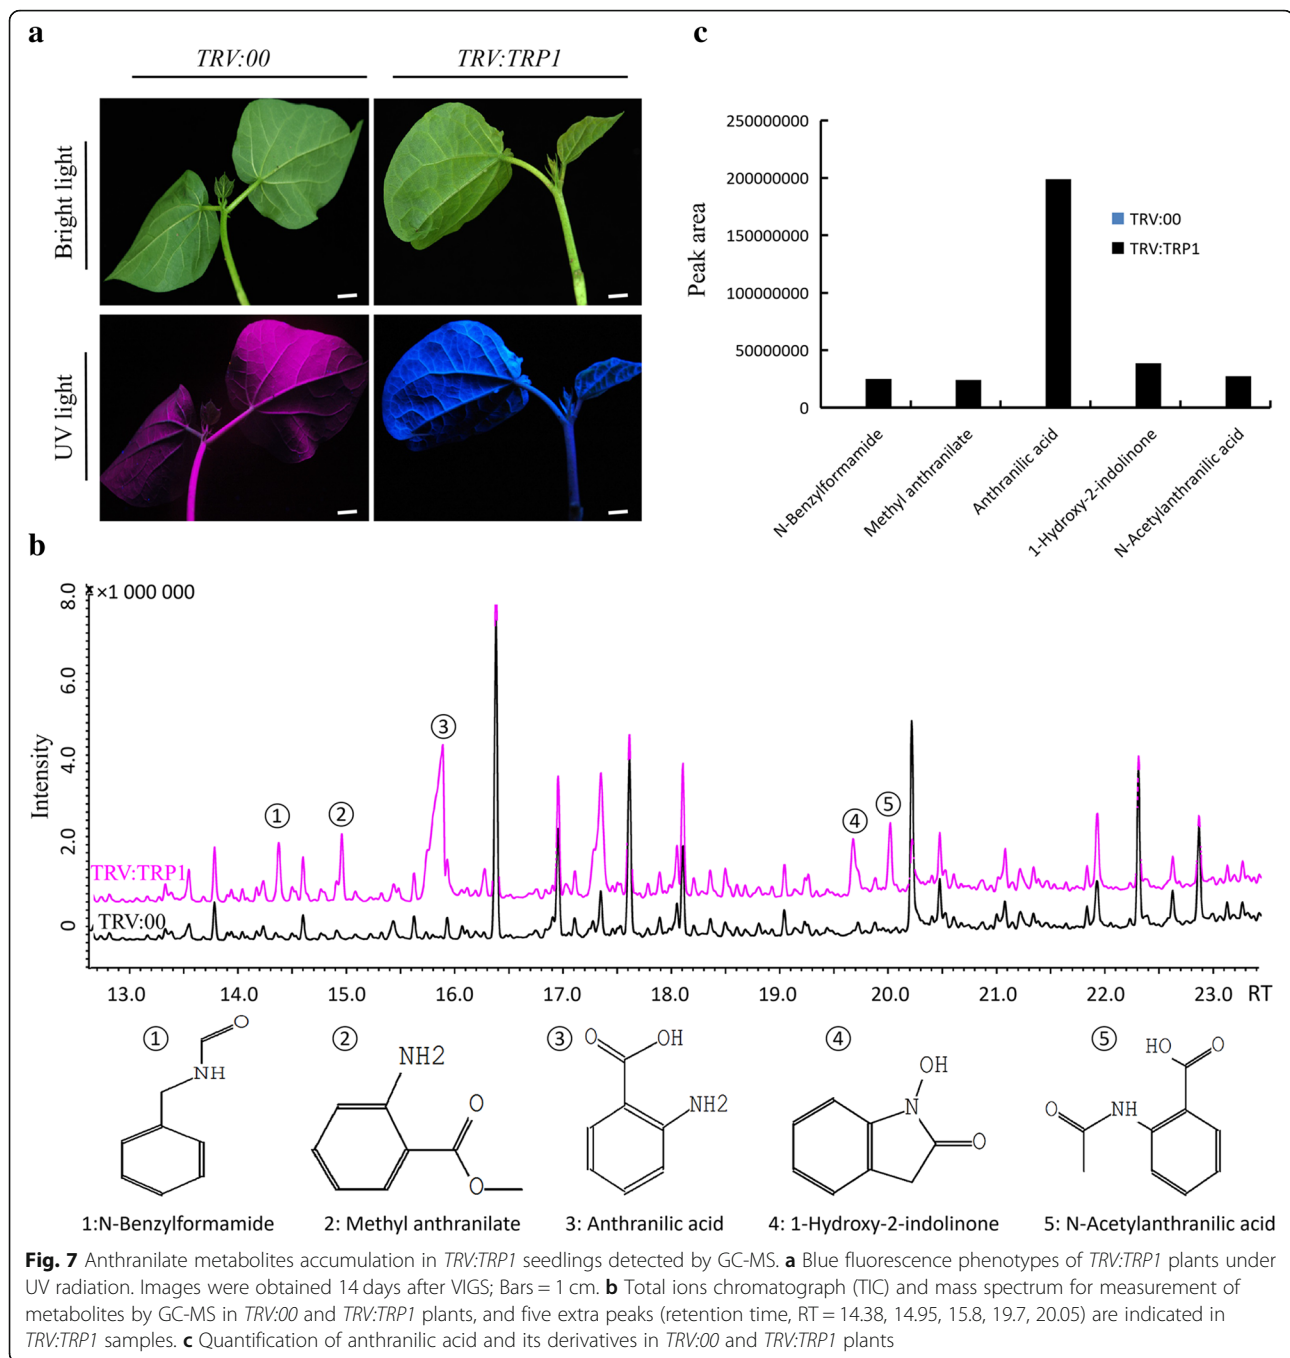 a
TRV:00
TRV:TRP1
Bright light
UV light
c
250000000
200000000
150000000
100000000
50000000
0
Peak area
TRV:00
TRV:TRP1
N-Benzylformamide
Methyl anthranilate
Anthranilic acid
1-Hydroxy-2-indolinone
N-Acetylanthranilic acid
b
×1 000 000
8.0
6.0
4.0
2.0
0
Intensity
TRV:TRP1
TRV:00
① ② ③ ④ ⑤
13.0 14.0 15.0 16.0 17.0 18.0 19.0 20.0 21.0 22.0 23.0 RT
① ② ③ ④ ⑤
O NH
NH2 O O
O OH NH2
OH N O
HO O O NH
1:N-Benzylformamide 2: Methyl anthranilate 3: Anthranilic acid 4: 1-Hydroxy-2-indolinone 5: N-Acetylanthranilic acid
Fig. 7 Anthranilate metabolites accumulation in TRV:TRP1 seedlings detected by GC-MS. a Blue fluorescence phenotypes of TRV:TRP1 plants under
UV radiation. Images were obtained 14 days after VIGS; Bars = 1 cm. b Total ions chromatograph (TIC) and mass spectrum for measurement of
metabolites by GC-MS in TRV:00 and TRV:TRP1 plants, and five extra peaks (retention time, RT = 14.38, 14.95, 15.8, 19.7, 20.05) are indicated in
TRV:TRP1 samples. c Quantification of anthranilic acid and its derivatives in TRV:00 and TRV:TRP1 plants